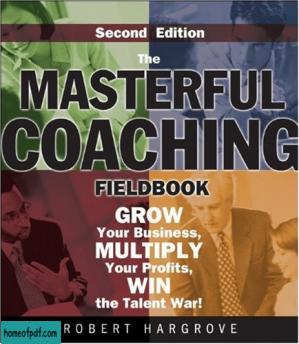 Second Edition
The
MASTERFUL
COACHING
FIELDBOOK
GROW
Your Business,
MULTIPLY
Your Profits,
WIN
the Talent War!
ROBERT HARGROVE
homeofpdf.com